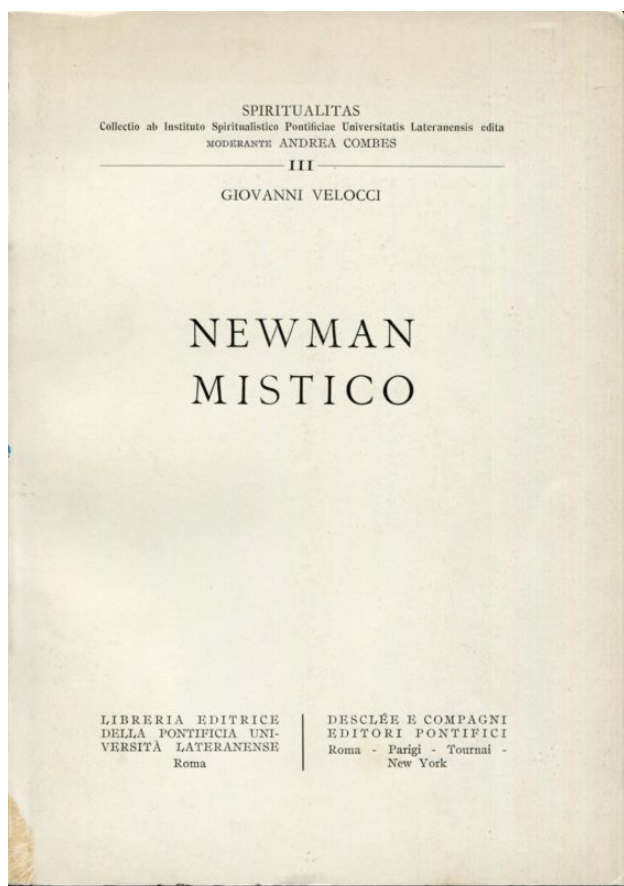 SPIRITUALITAS
Collectio ab Instituto Spiritualistico Pontificiae Universitatis Lateranensis edita
MODERANTE ANDREA COMBES
III
GIOVANNI VELOCCI
NEWMAN
MISTICO
LIBRERIA EDITRICE
DELLA PONTIFICIA UNI-
VERSITÀ LATERANENSE
Roma
DESCLÉE E COMPAGNI
EDITORI PONTIFICI
Roma - Parigi - Tournai -
New York